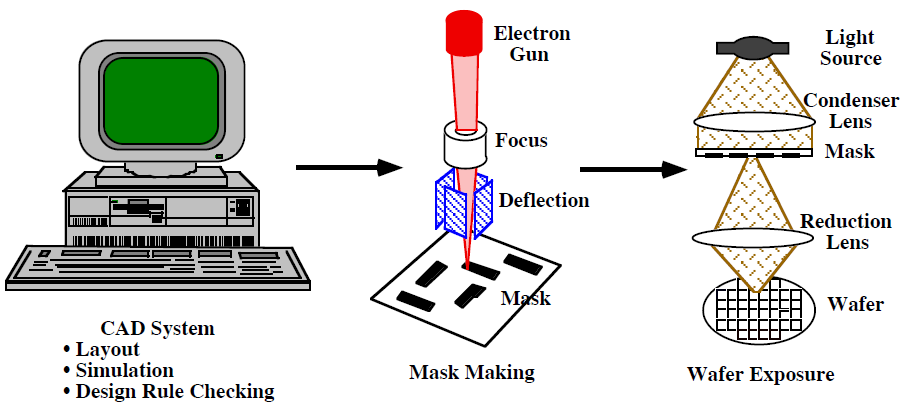 CAD System
• Layout
• Simulation
• Design Rule Checking
Electron
Gun
Focus
Deflection
Mask
Mask Making
Light
Source
Condenser
Lens
Mask
Reduction
Lens
Wafer
Wafer Exposure